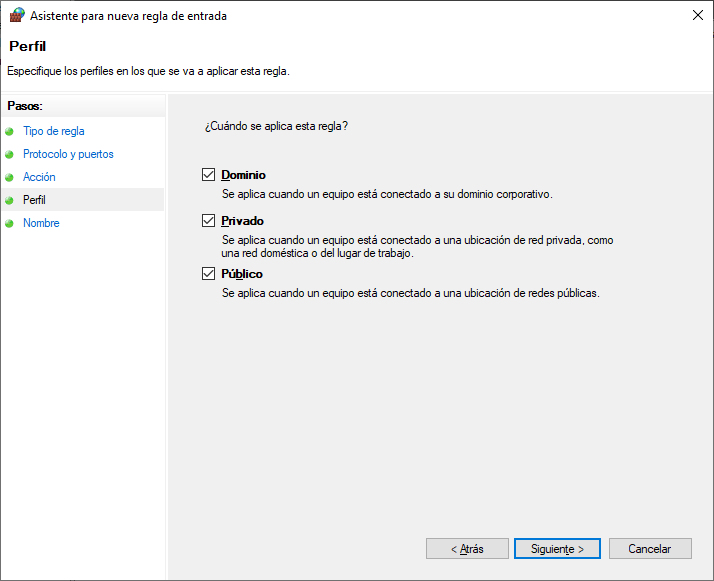 Asistente para nueva regla de entrada
Perfil
Especifique los perfiles en los que se va a aplicar esta regla.
Pasos:
Tipo de regla
Protocolo y puertos
Acción
Perfil
Nombre
¿Cuándo se aplica esta regla?
Dominio
Se aplica cuando un equipo está conectado a su dominio corporativo.
Privado
Se aplica cuando un equipo está conectado a una ubicación de red privada, como
una red doméstica o del lugar de trabajo.
Público
Se aplica cuando un equipo está conectado a una ubicación de redes públicas.
< Atrás
Siguiente >
Cancelar